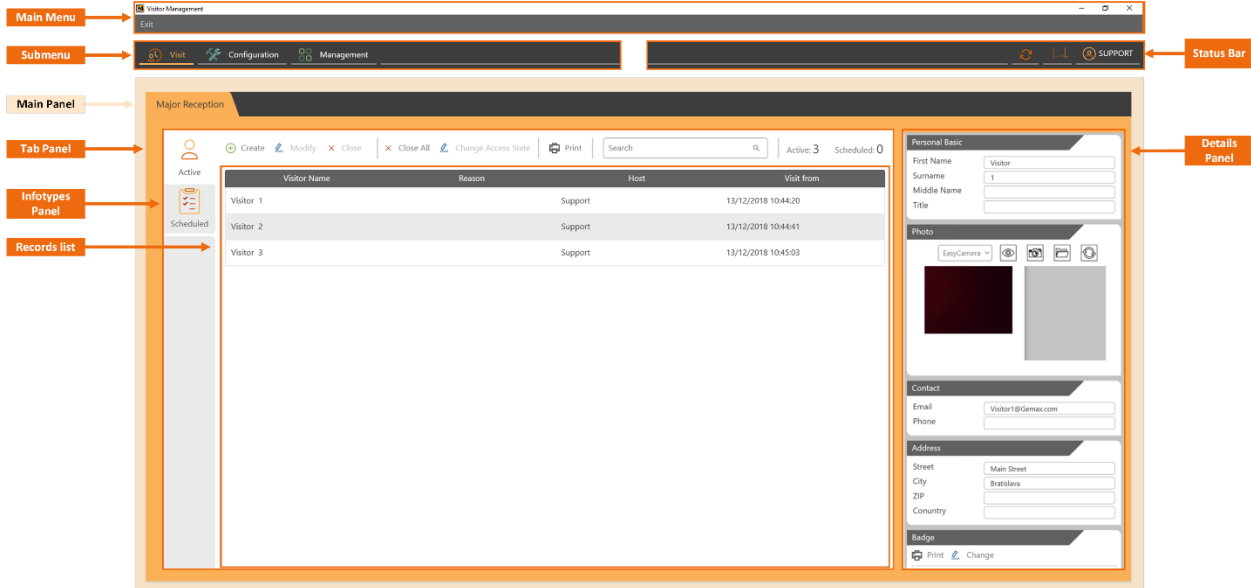 Visitor Management
Main Menu
Exit
Submenu
Visit Configuration Management
SUPPORT
Status Bar
Main Panel
Major Reception
Tab Panel
Active
Infotypes
Panel
Scheduled
Records list
Create Modify Close Close All Change Access State Print Search Active: 3 Scheduled: 0
Visitor Name Reason Host Visit from
Visitor 1 Support 13/12/2018 10:44:20
Visitor 2 Support 13/12/2018 10:44:41
Visitor 3 Support 13/12/2018 10:45:03
Details
Panel
Personal Basic
First Name Visitor
Surname 1
Middle Name
Title
Photo
EasyCamera
Contact
Email Visitor1@Gemax.com
Phone
Address
Street Main Street
City Bratislava
ZIP
Conuntry
Badge
Print Change